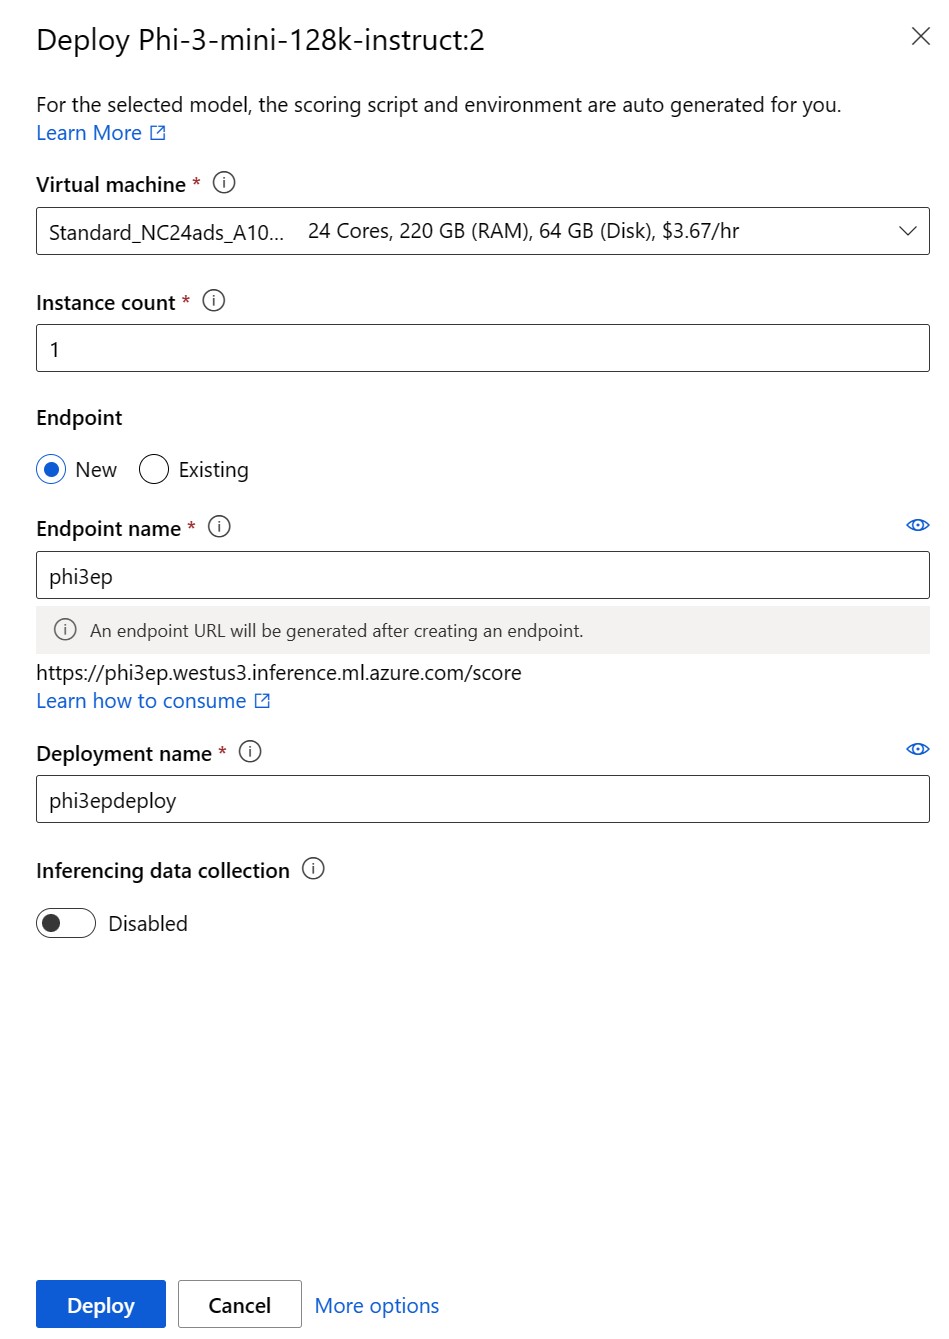 Deploy Phi-3-mini-128k-instruct:2
For the selected model, the scoring script and environment are auto generated for you.
Learn More
Virtual machine *
Standard_NC24ads_A10... 24 Cores, 220 GB (RAM), 64 GB (Disk), $3.67/hr
Instance count *
1
Endpoint
New Existing
Endpoint name *
phi3ep
An endpoint URL will be generated after creating an endpoint.
https://phi3ep.westus3.inference.ml.azure.com/score
Learn how to consume
Deployment name *
phi3epdeploy
Inferencing data collection
Disabled
Deploy Cancel More options